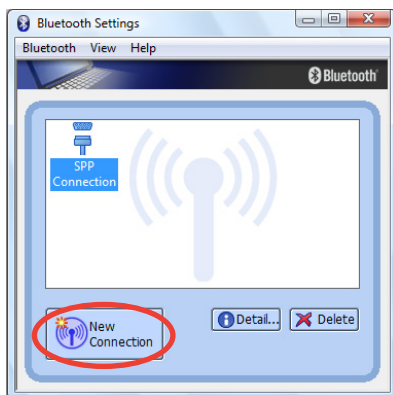 Bluetooth Settings
Bluetooth View Help
Bluetooth
SPP
Connection
New
Connection
Detail...
Delete